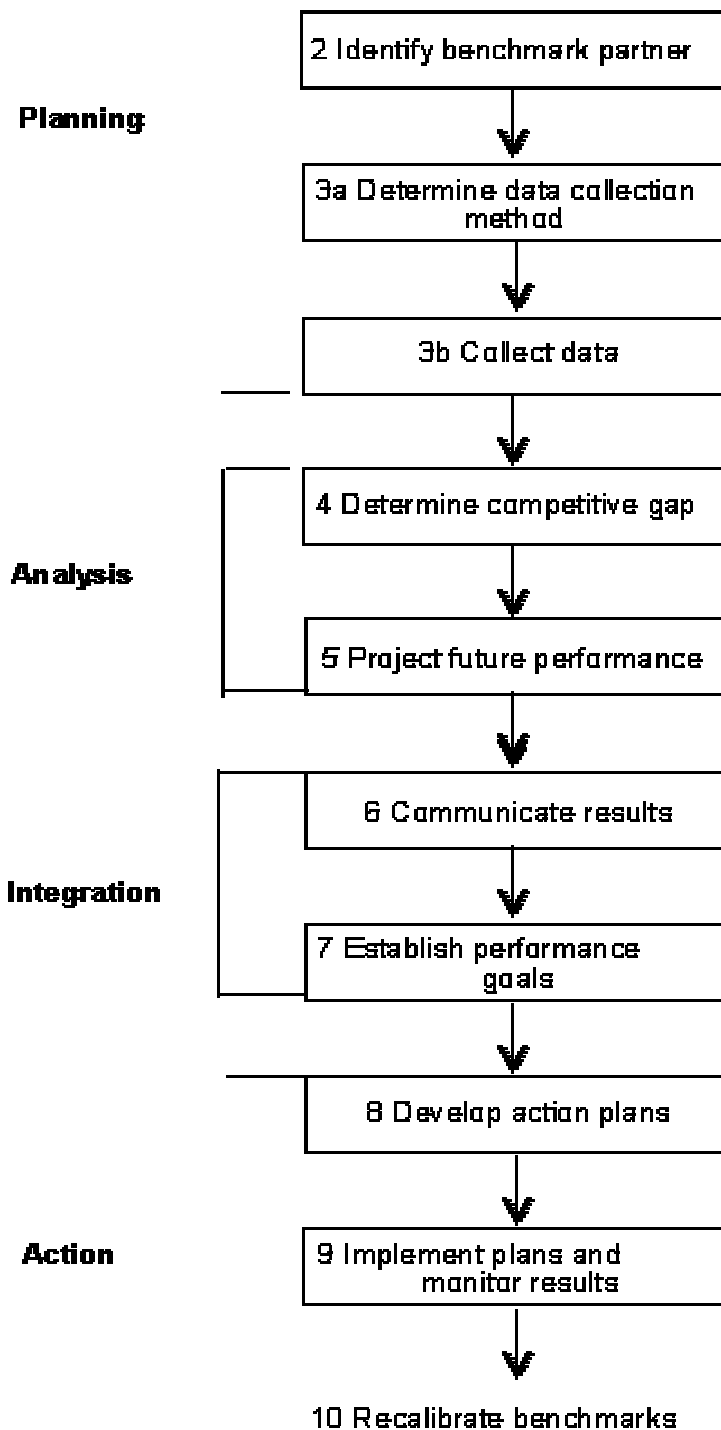 2 Identify benchmark partner
Planning
3a Determine data collection
method
3b Collect data
4 Determine competitive gap
Analysis
5 Project future performance
6 Communicate results
Integration
7 Establish performance
goals
8 Develop action plans
Action
9 Implement plans and
monitor results
10 Recalibrate benchmarks